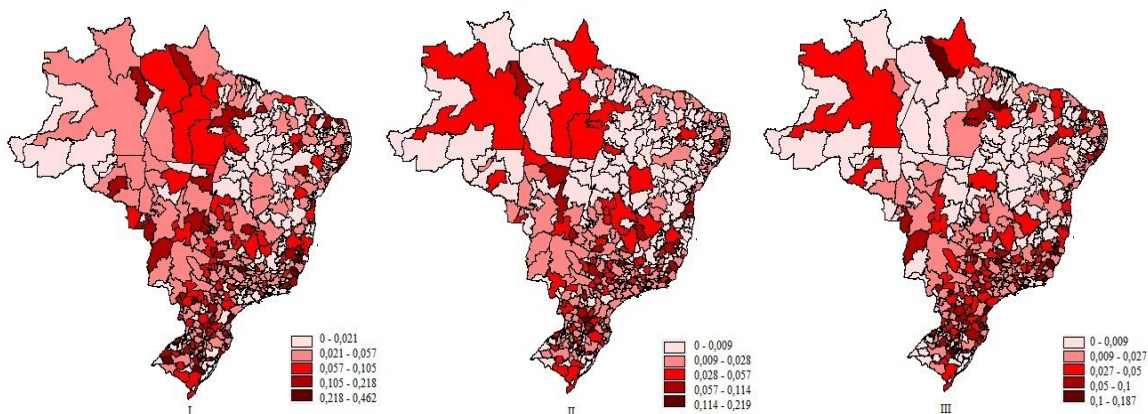 0 - 0,021
0,021 - 0,057
0,057 - 0,105
0,105 - 0,218
0,218 - 0,462
I
0 - 0,009
0,009 - 0,028
0,028 - 0,057
0,057 - 0,114
0,114 - 0,219
II
0 - 0,009
0,009 - 0,027
0,027 - 0,05
0,05 - 0,1
0,1 - 0,187
III